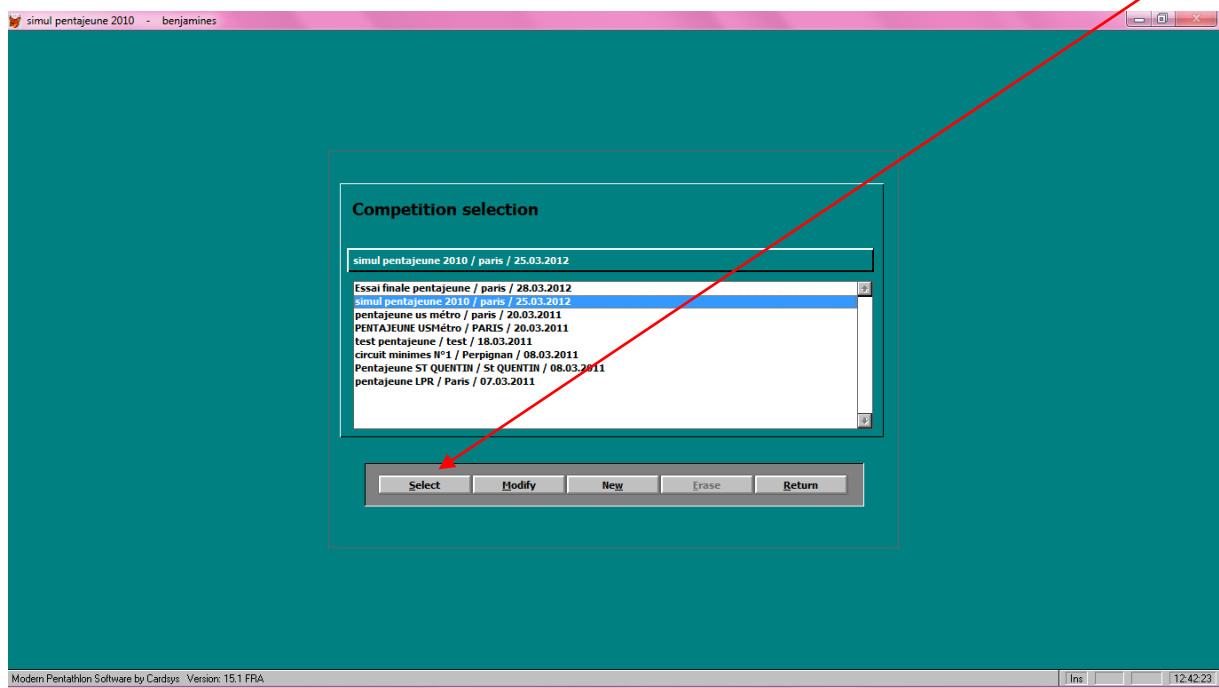 simul pentajeune 2010 - benjamines
Competition selection
simul pentajeune 2010 / paris / 25.03.2012
Essai finale pentajeune / paris / 28.03.2012
simul pentajeune 2010 / paris / 25.03.2012
pentajeune us métro / paris / 20.03.2011
PENTAJEUNE USMétro / PARIS / 20.03.2011
test pentajeune / test / 18.03.2011
circuit minimes N°1 / Perpignan / 08.03.2011
Pentajeune ST QUENTIN / St QUENTIN / 08.03.2011
pentajeune LPR / Paris / 07.03.2011
Select Modify New Erase Return
Modern Pentathlon Software by Cardsys Version: 15.1 FRA Ins 12:42:23